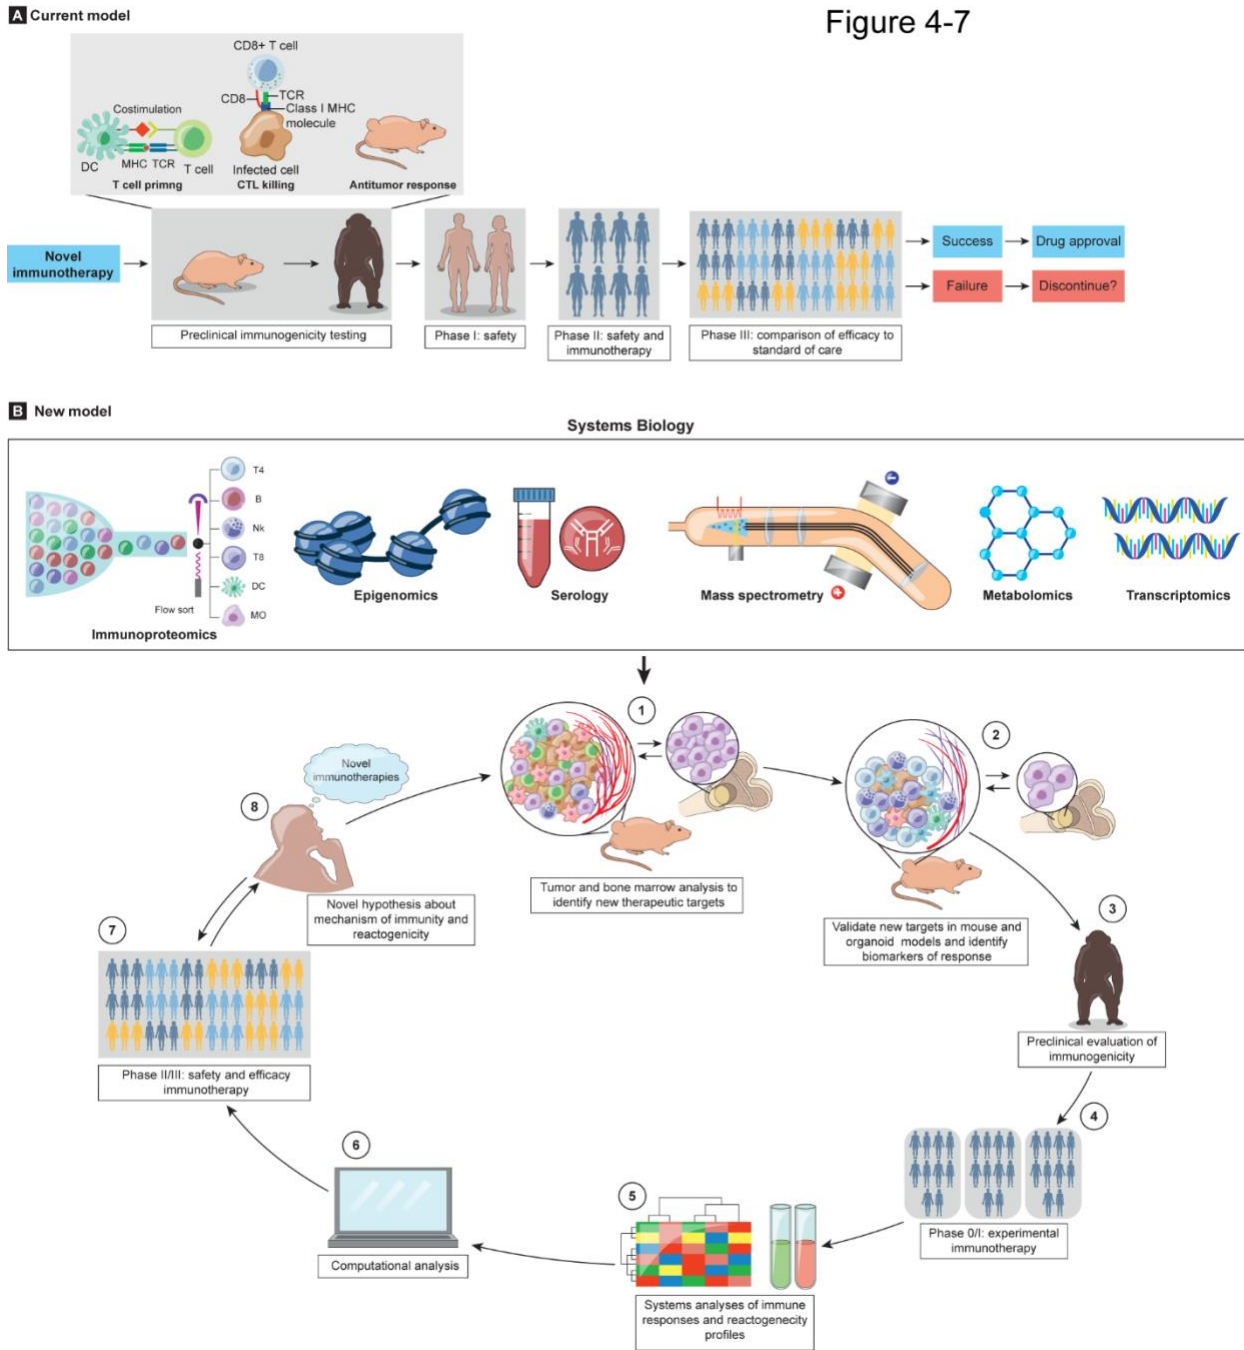 Figure 4-7
A Current model
CD8+ T cell
CD8
TCR
Class I MHC
molecule
Costimulation
DC
MHC
TCR
T cell
T cell primng
Infected cell
CTL killing
Antitumor response
Novel
immunotherapy
Preclinical immunogenicity testing
Phase I: safety
Phase II: safety and
immunotherapy
Phase III: comparison of efficacy to
standard of care
Success
Drug approval
Failure
Discontinue?
B New model
Systems Biology
T4
B
Nk
T8
DC
MO
Flow sort
Immunoproteomics
Epigenomics
Serology
Mass spectrometry
Metabolomics
Transcriptomics
1
Tumor and bone marrow analysis to
identify new therapeutic targets
2
Validate new targets in mouse and
organoid models and identify
biomarkers of response
3
Preclinical evaluation of
immunogenicity
4
Phase 0/I: experimental
immunotherapy
5
Systems analyses of immune
responses and reactogenecity
profiles
6
Computational analysis
7
Phase II/III: safety and efficacy
immunotherapy
8
Novel
immunotherapies
Novel hypothesis about
mechanism of immunity and
reactogenicity